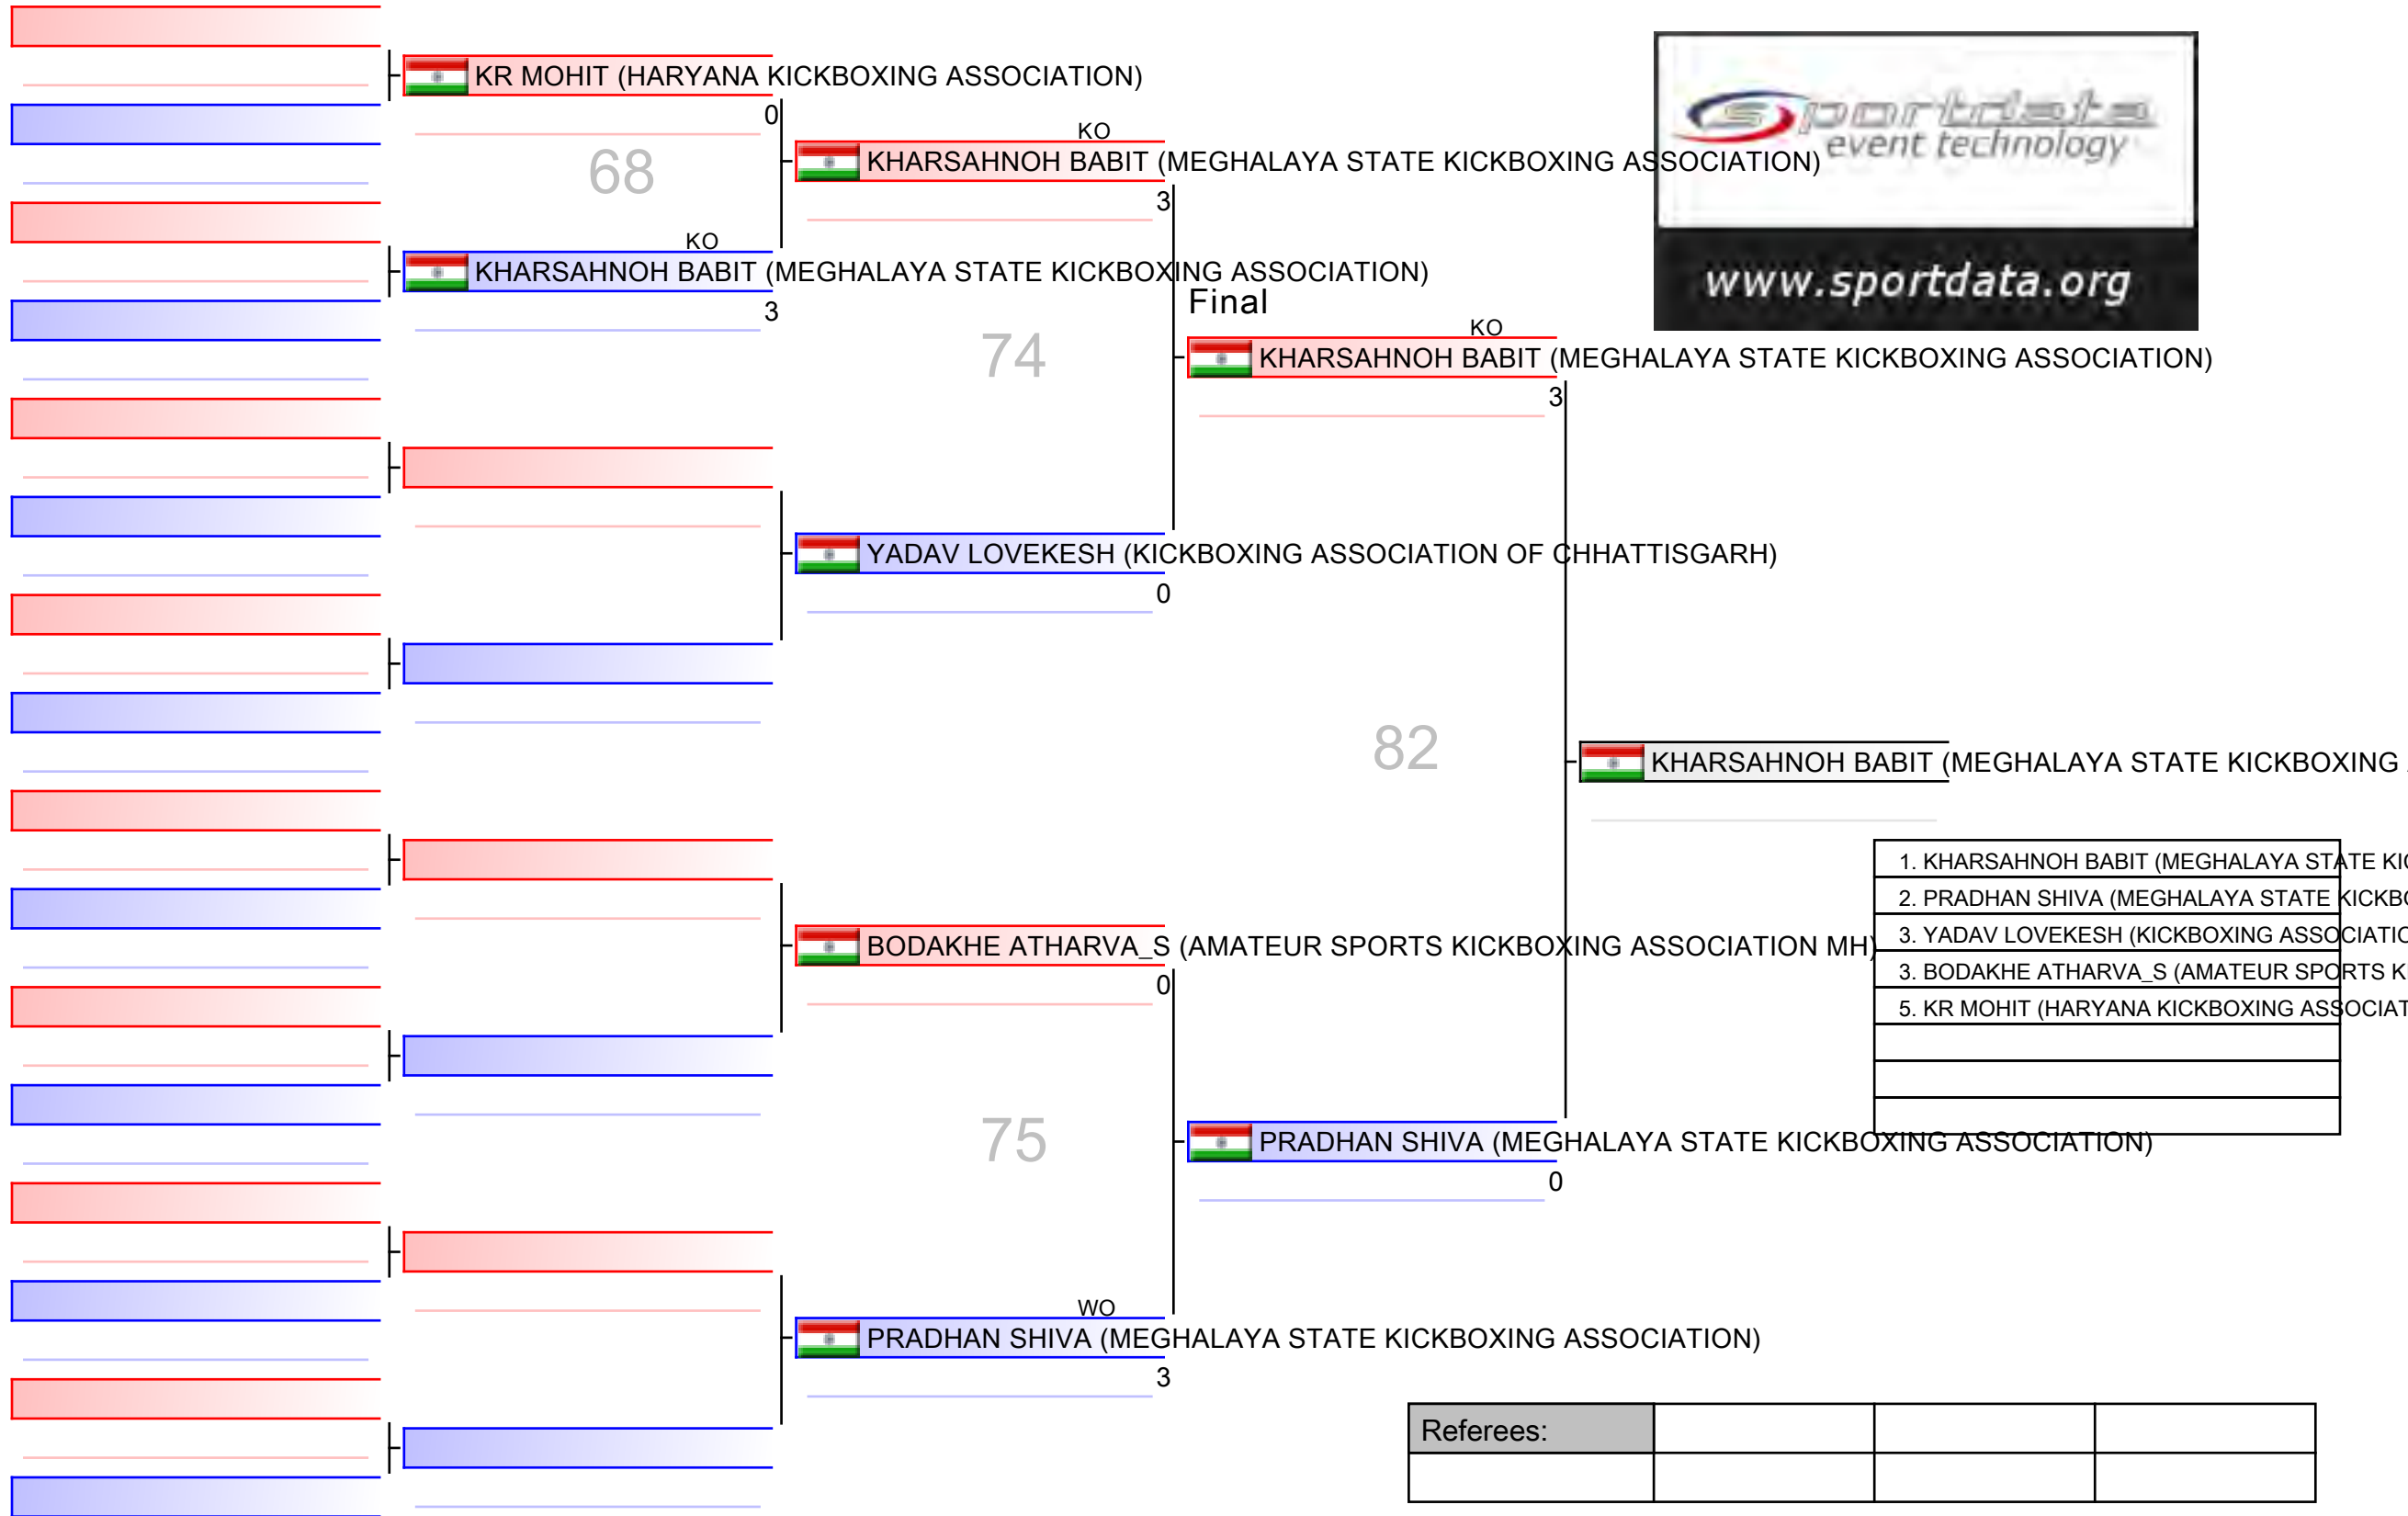 KR MOHIT (HARYANA KICKBOXING ASSOCIATION)
0
68
KO
KHARSAHNOH BABIT (MEGHALAYA STATE KICKBOXING ASSOCIATION)
3
KO
KHARSAHNOH BABIT (MEGHALAYA STATE KICKBOXING ASSOCIATION)
3
74
YADAV LOVEKESH (KICKBOXING ASSOCIATION OF CHHATTISGARH)
0
BODAKHE ATHARVA_S (AMATEUR SPORTS KICKBOXING ASSOCIATION MH)
0
75
WO
PRADHAN SHIVA (MEGHALAYA STATE KICKBOXING ASSOCIATION)
3
Final
KO
KHARSAHNOH BABIT (MEGHALAYA STATE KICKBOXING ASSOCIATION)
3
82
PRADHAN SHIVA (MEGHALAYA STATE KICKBOXING ASSOCIATION)
0
KHARSAHNOH BABIT (MEGHALAYA STATE KICKBOXING
sportdata
event technology
www.sportdata.org
1. KHARSAHNOH BABIT (MEGHALAYA STATE KIC
2. PRADHAN SHIVA (MEGHALAYA STATE KICKBO
3. YADAV LOVEKESH (KICKBOXING ASSOCIATIO
3. BODAKHE ATHARVA_S (AMATEUR SPORTS K
5. KR MOHIT (HARYANA KICKBOXING ASSOCIAT
Referees: